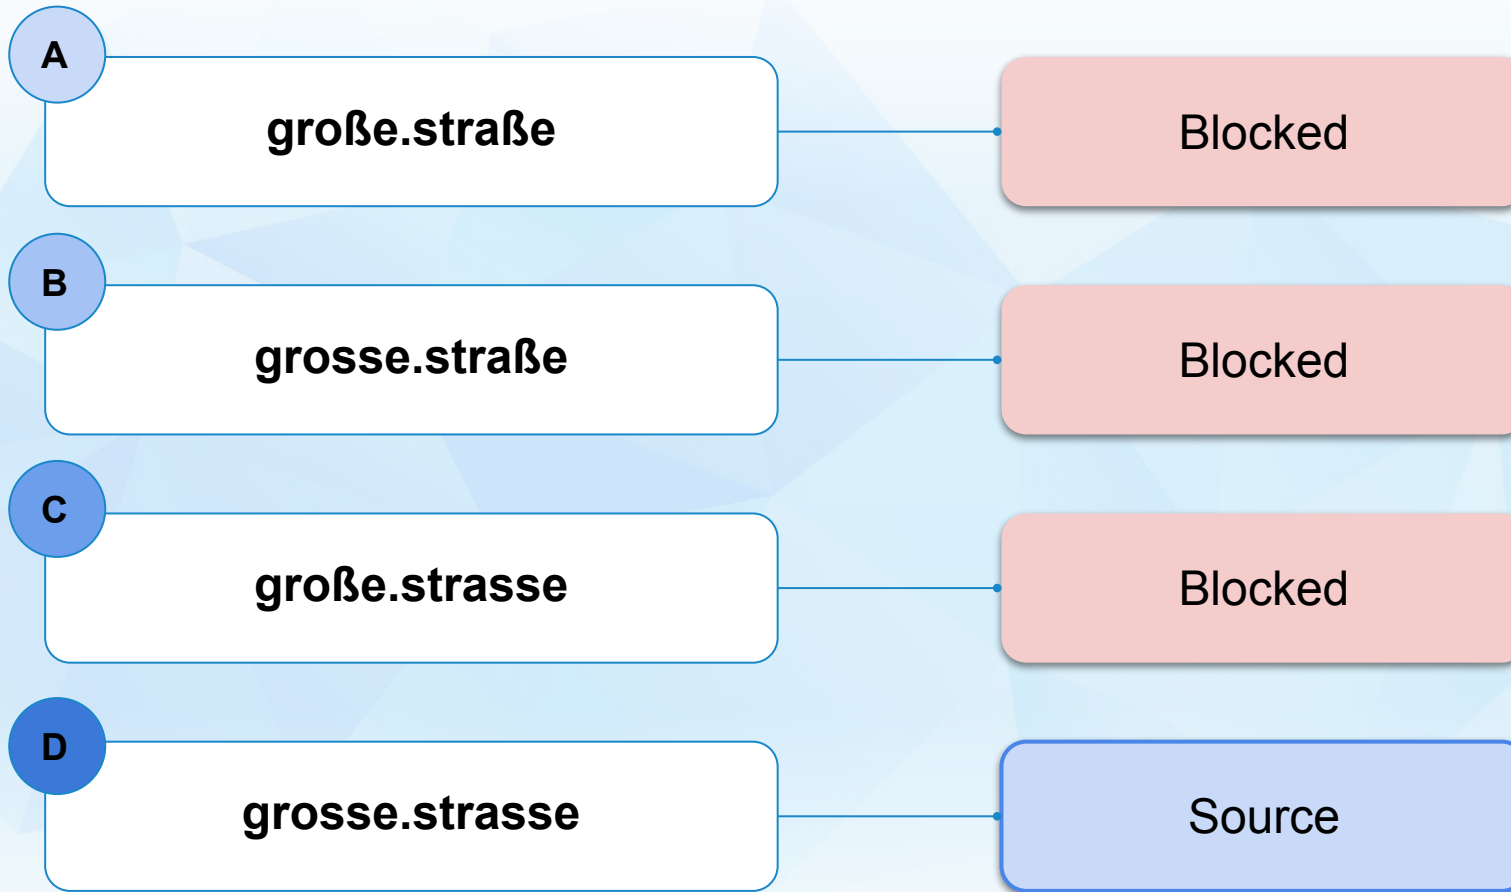 A
große.straße
Blocked
B
grosse.straße
Blocked
C
große.strasse
Blocked
D
grosse.strasse
Source